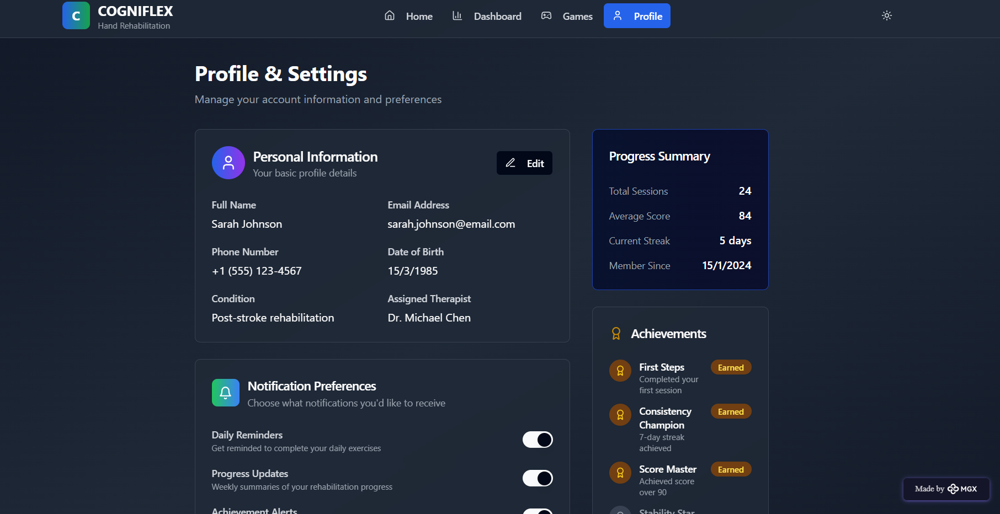 C
COGNIFLEX
Hand Rehabilitation
Home
Dashboard
Games
Profile
Profile & Settings
Manage your account information and preferences
Personal Information
Your basic profile details
Edit
Full Name
Sarah Johnson
Email Address
sarah.johnson@email.com
Phone Number
+1 (555) 123-4567
Date of Birth
15/3/1985
Condition
Post-stroke rehabilitation
Assigned Therapist
Dr. Michael Chen
Notification Preferences
Choose what notifications you'd like to receive
Daily Reminders
Get reminded to complete your daily exercises
Progress Updates
Weekly summaries of your rehabilitation progress
Achievement Alerts
Progress Summary
Total Sessions 24
Average Score 84
Current Streak 5 days
Member Since 15/1/2024
Achievements
First Steps
Earned
Completed your
first session
Consistency
Champion
Earned
7-day streak
achieved
Score Master
Earned
Achieved score
over 90
Stability Star
Made by MGX